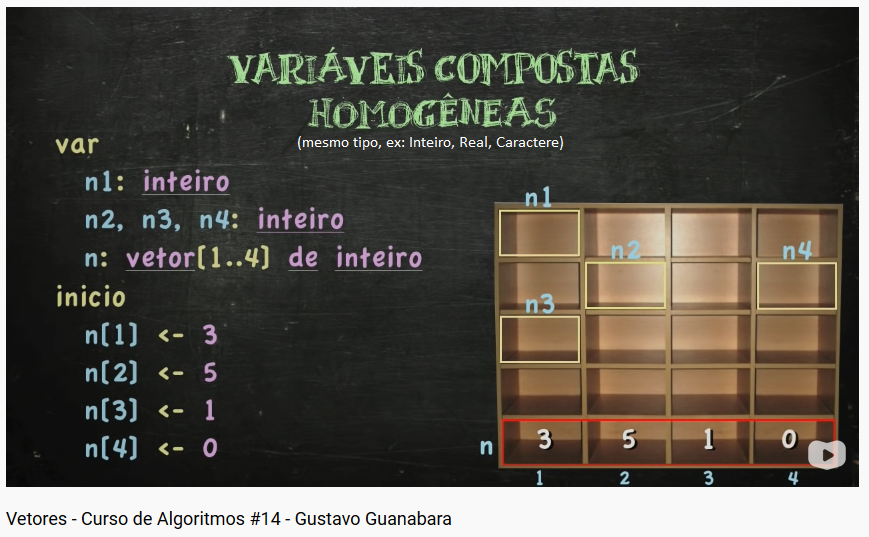 VARIÁVEIS COMPOSTAS
HOMOGÊNEAS
(mesmo tipo, ex: Inteiro, Real, Caractere)
var
n1: inteiro
n2, n3, n4: inteiro
n: vetor[1..4] de inteiro
inicio
n[1] <- 3
n[2] <- 5
n[3] <- 1
n[4] <- 0
n1
n2 n4
n3
n 3 5 1 0
1 2 3 4
Vetores - Curso de Algoritmos #14 - Gustavo Guanabara